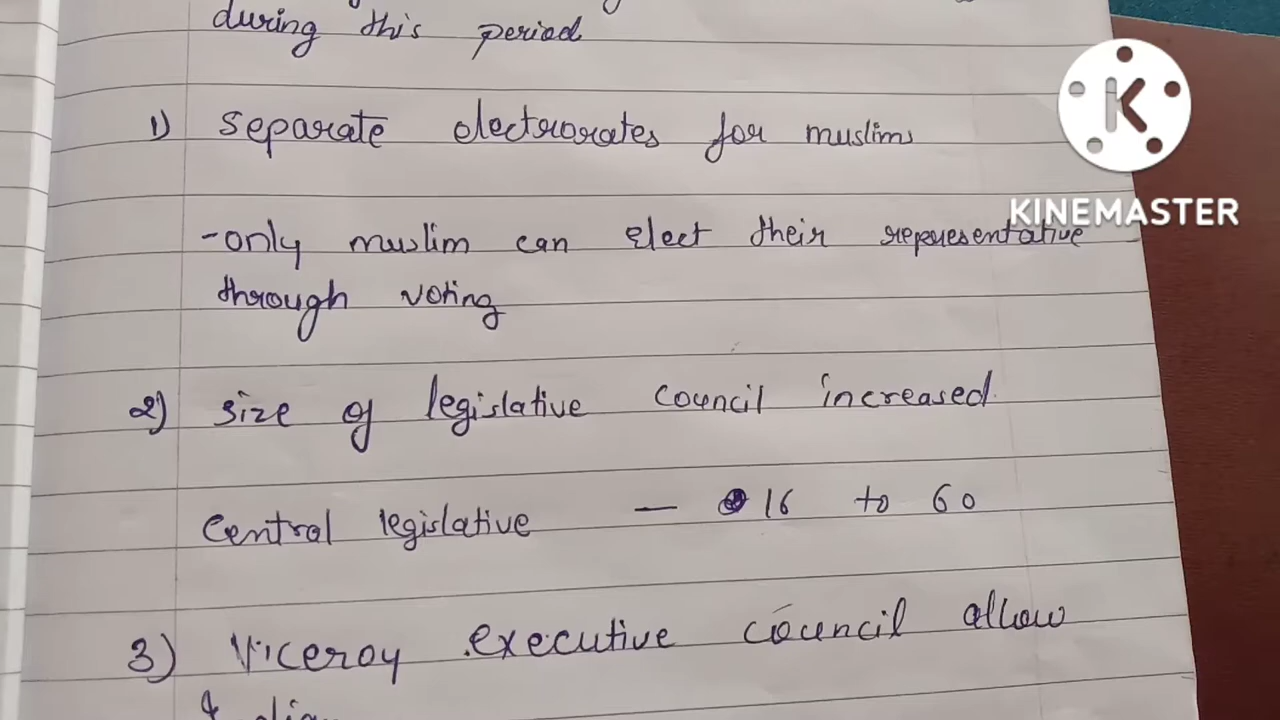 during this period
1) separate electrorates for muslims
-only muslim can elect their representative
through voting
2) size of legislative council increased.
Central legislative — 16 to 60
3) Viceroy executive council allow
K
KINEMASTER